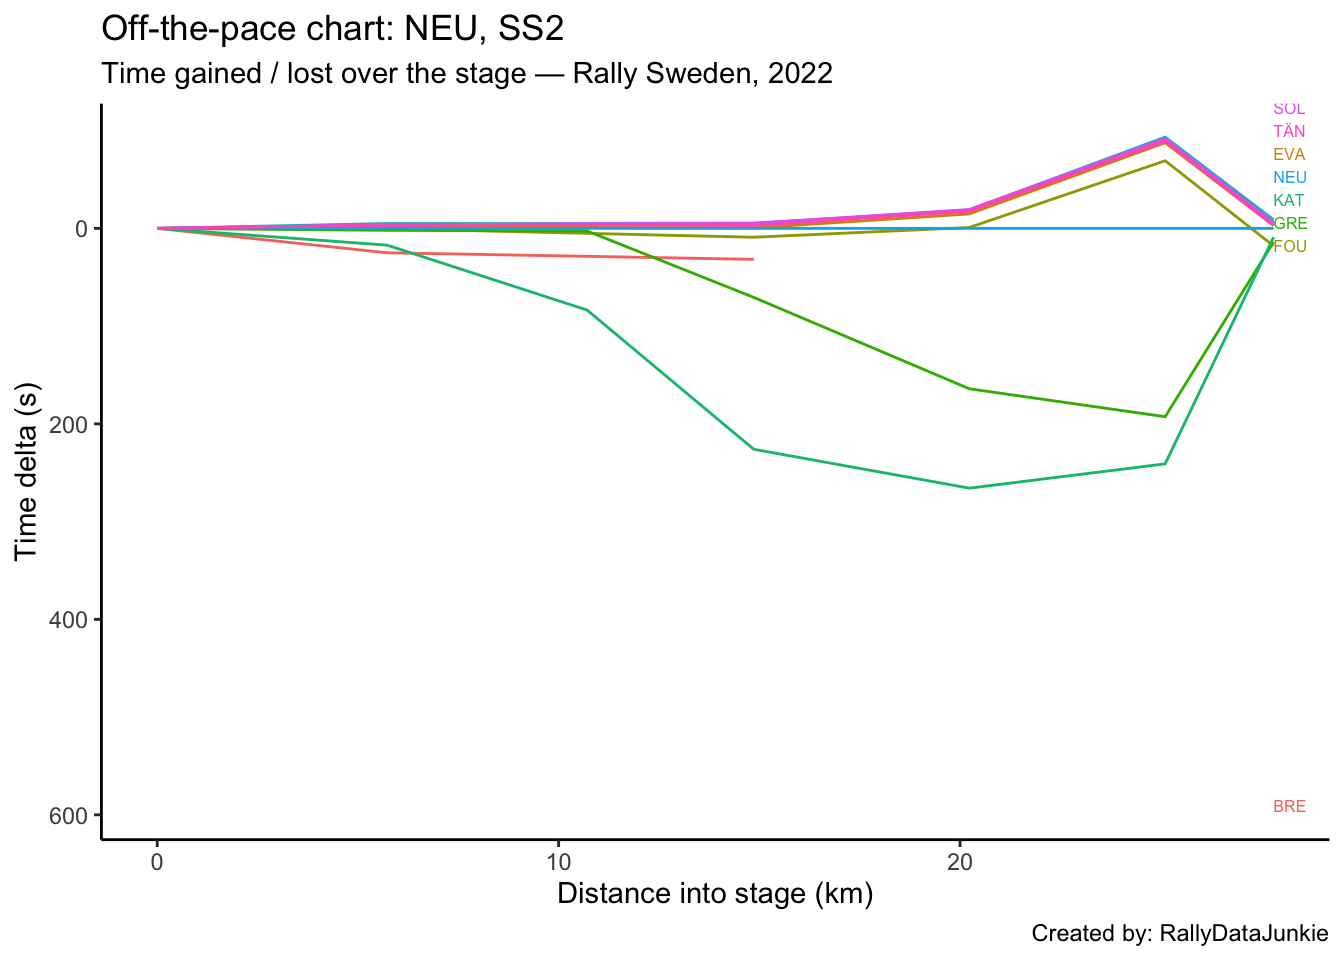 Off-the-pace chart: NEU, SS2
Time gained / lost over the stage — Rally Sweden, 2022
SOL
TÄN
EVA
NEU
KAT
GRE
FOU
BRE
0
200
400
600
Time delta (s)
0 10 20
Distance into stage (km)
Created by: RallyDataJunkie